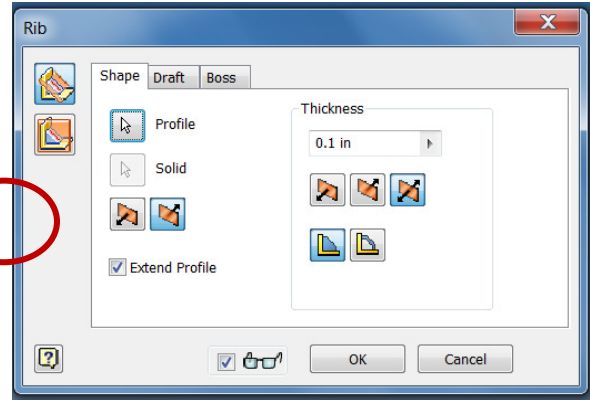 Rib
Shape Draft Boss
Profile
Solid
Extend Profile
Thickness
0.1 in
OK Cancel